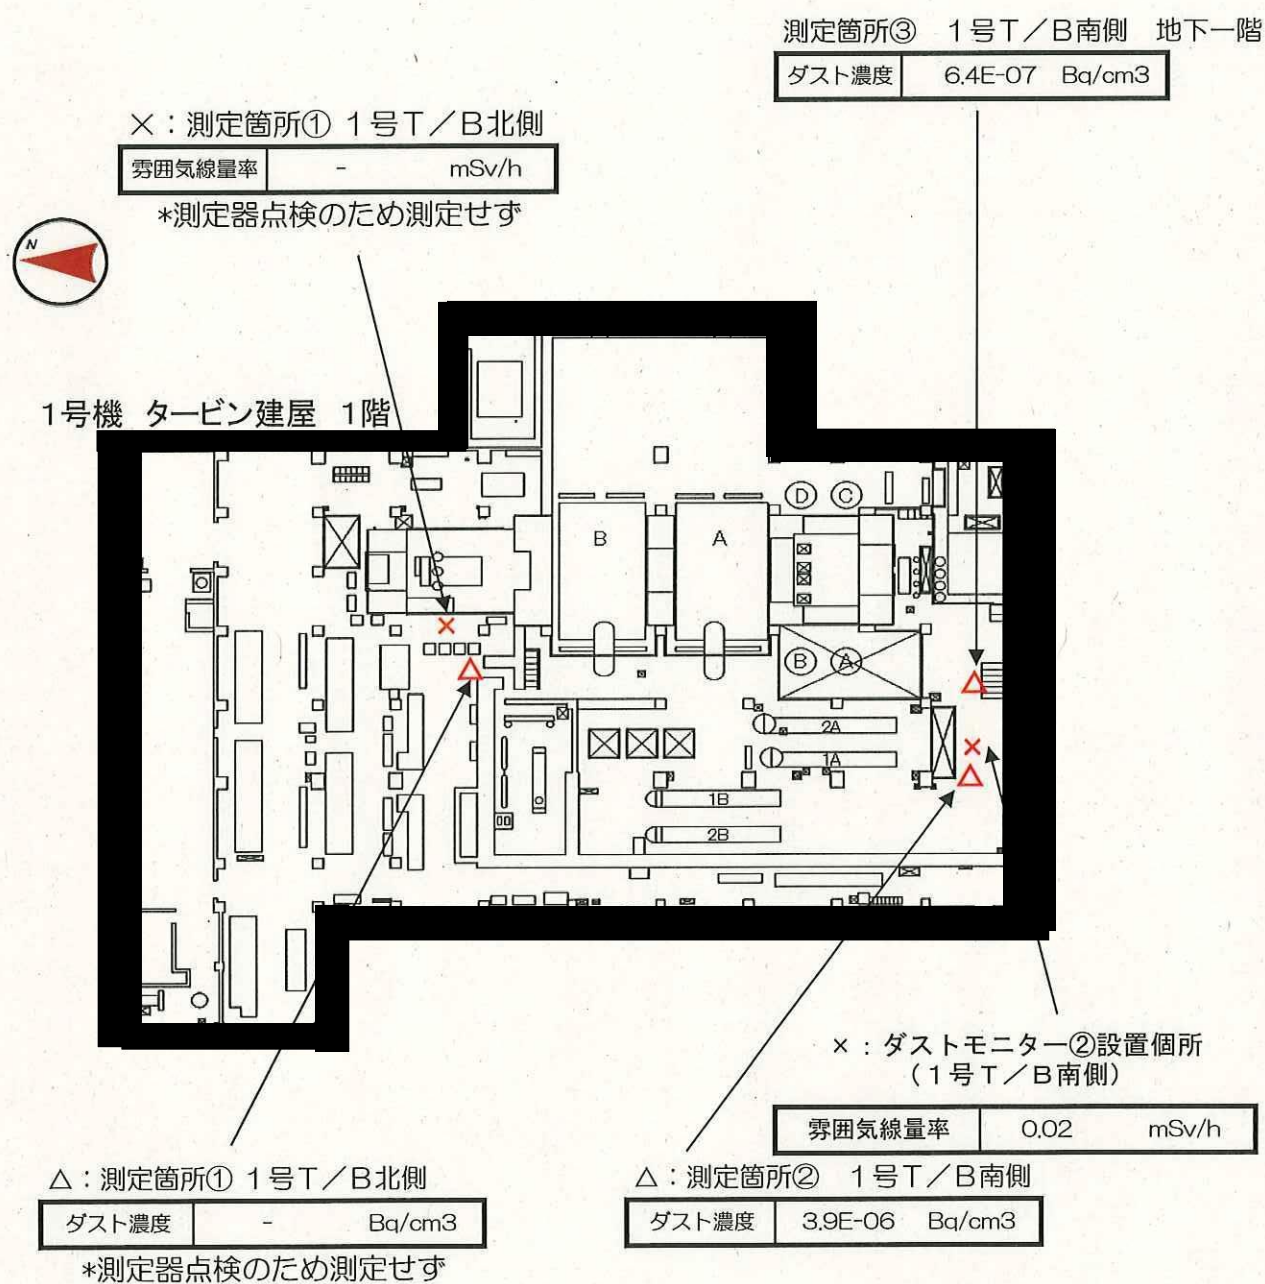 測定箇所③ 1号T/B南側 地下一階
ダスト濃度 6.4E-07 Bq/cm3
×:測定箇所① 1号T/B北側
雰囲気線量率 - mSv/h
*測定器点検のため測定せず
N
1号機 タービン建屋 1階
D C
B A
B A
2A
1A
1B
2B
×:ダストモニター②設置個所
(1号T/B南側)
雰囲気線量率 0.02 mSv/h
△:測定箇所① 1号T/B北側
ダスト濃度 - Bq/cm3
*測定器点検のため測定せず
△:測定箇所② 1号T/B南側
ダスト濃度 3.9E-06 Bq/cm3